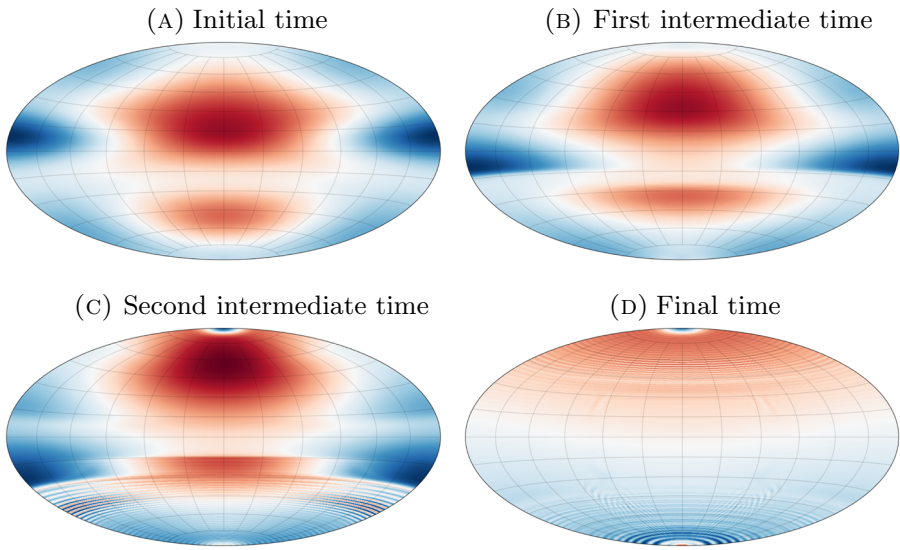 (A) Initial time
(B) First intermediate time
(C) Second intermediate time
(D) Final time